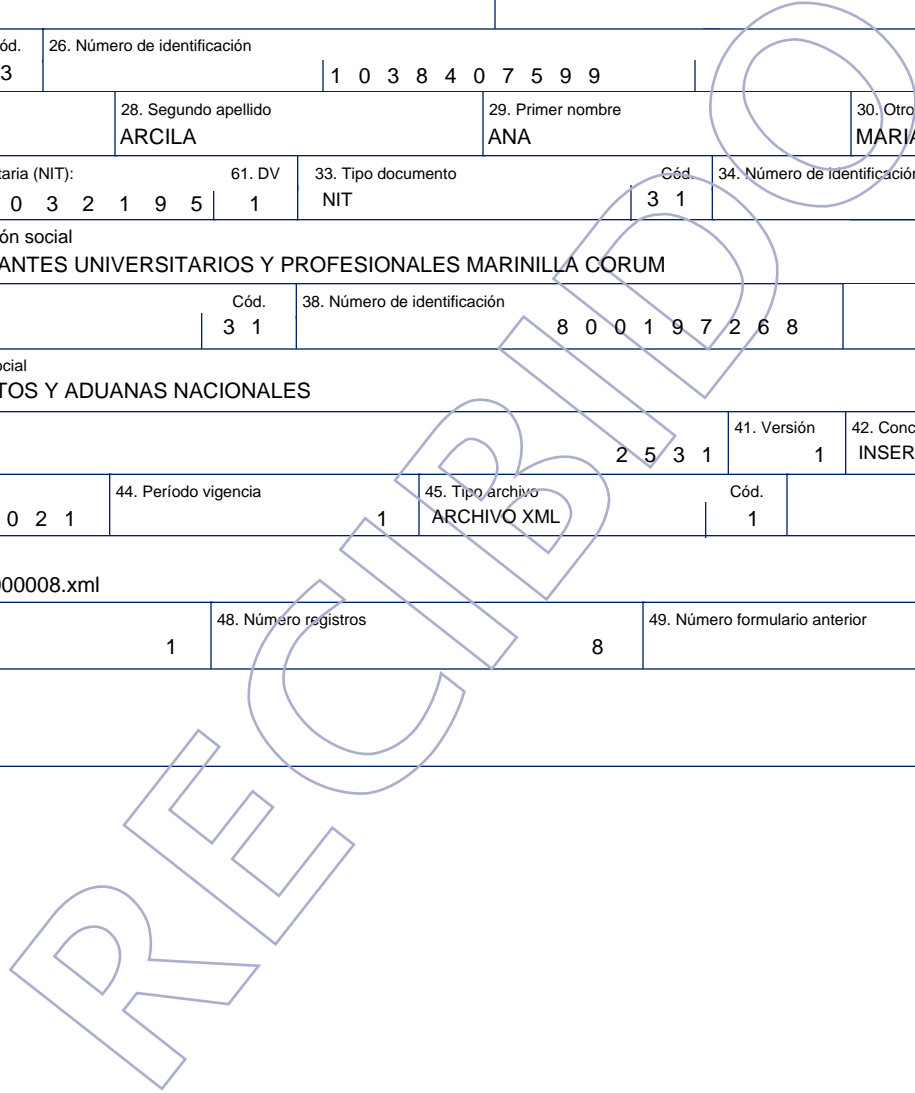 ód. 26. Número de identificación
3 1 0 3 8 4 0 7 5 9 9
28. Segundo apellido 29. Primer nombre 30. Otro
ARCILA ANA MARIA
taria (NIT): 61. DV 33. Tipo documento Cód. 34. Número de identificación
0 3 2 1 9 5 1 NIT 3 1
ón social
ANTES UNIVERSITARIOS Y PROFESIONALES MARINILLA CORUM
Cód. 38. Número de identificación
3 1 8 0 0 1 9 7 2 6 8
ocial
TOS Y ADUANAS NACIONALES
41. Versión 42. Conc
2 5 3 1 1 INSER
44. Período vigencia 45. Tipo archivo Cód.
0 2 1 1 ARCHIVO XML 1
000008.xml
48. Número registros 49. Número formulario anterior
1 8
RECIBIDO